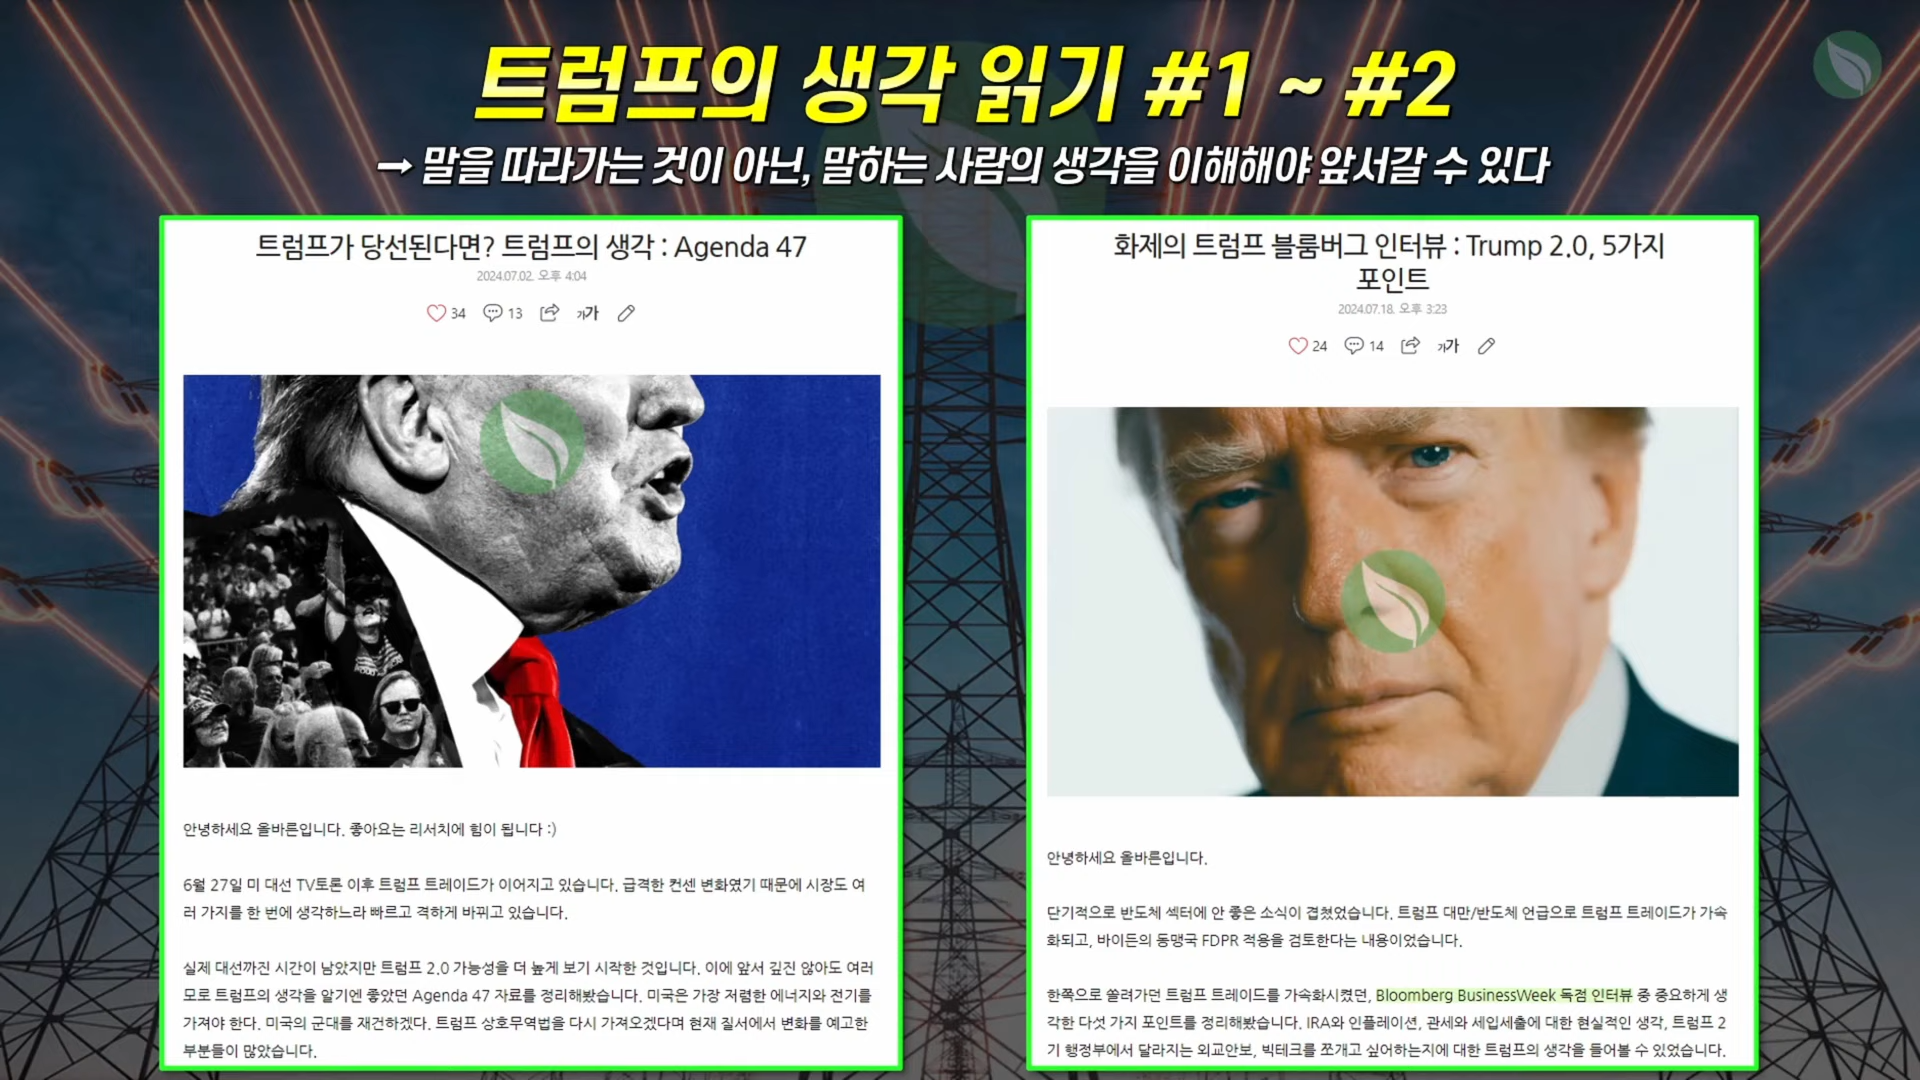 트럼프의 생각 읽기 #1 ~ #2
→ 말을 따라가는 것이 아닌, 말하는 사람의 생각을 이해해야 앞서갈 수 있다
트럼프가 당선된다면? 트럼프의 생각 : Agenda 47
2024.07.02. 오후 4:04
34 13 가가
안녕하세요 올바른입니다. 좋아요는 리서치에 힘이 됩니다 :)
6월 27일 미 대선 TV토론 이후 트럼프 트레이드가 이어지고 있습니다. 급격한 컨센 변화였기 때문에 시장도 여
러 가지를 한 번에 생각하느라 빠르고 격하게 바뀌고 있습니다.
실제 대선까진 시간이 남았지만 트럼프 2.0 가능성을 더 높게 보기 시작한 것입니다. 이에 앞서 깊진 않아도 여러
모로 트럼프의 생각을 알기엔 좋았던 Agenda 47 자료를 정리해봤습니다. 미국은 가장 저렴한 에너지와 전기를
가져야 한다. 미국의 군대를 재건하겠다. 트럼프 상호무역법을 다시 가져오겠다며 현재 질서에서 변화를 예고한
부분들이 많았습니다.
화제의 트럼프 블룸버그 인터뷰 : Trump 2.0, 5가지
포인트
2024.07.18. 오후 3:23
24 14 가가
안녕하세요 올바른입니다.
단기적으로 반도체 섹터에 안 좋은 소식이 겹쳤었습니다. 트럼프 대만/반도체 언급으로 트럼프 트레이드가 가속
화되고, 바이든의 동맹국 FDPR 적용을 검토한다는 내용이었습니다.
한쪽으로 쏠려가던 트럼프 트레이드를 가속화시켰던, Bloomberg BusinessWeek 독점 인터뷰 중 중요하게 생
각한 다섯 가지 포인트를 정리해봤습니다. IRA와 인플레이션, 관세와 세입세출에 대한 현실적인 생각, 트럼프 2
기 행정부에서 달라지는 외교안보, 빅테크를 쪼개고 싶어하는지에 대한 트럼프의 생각을 들어볼 수 있었습니다.